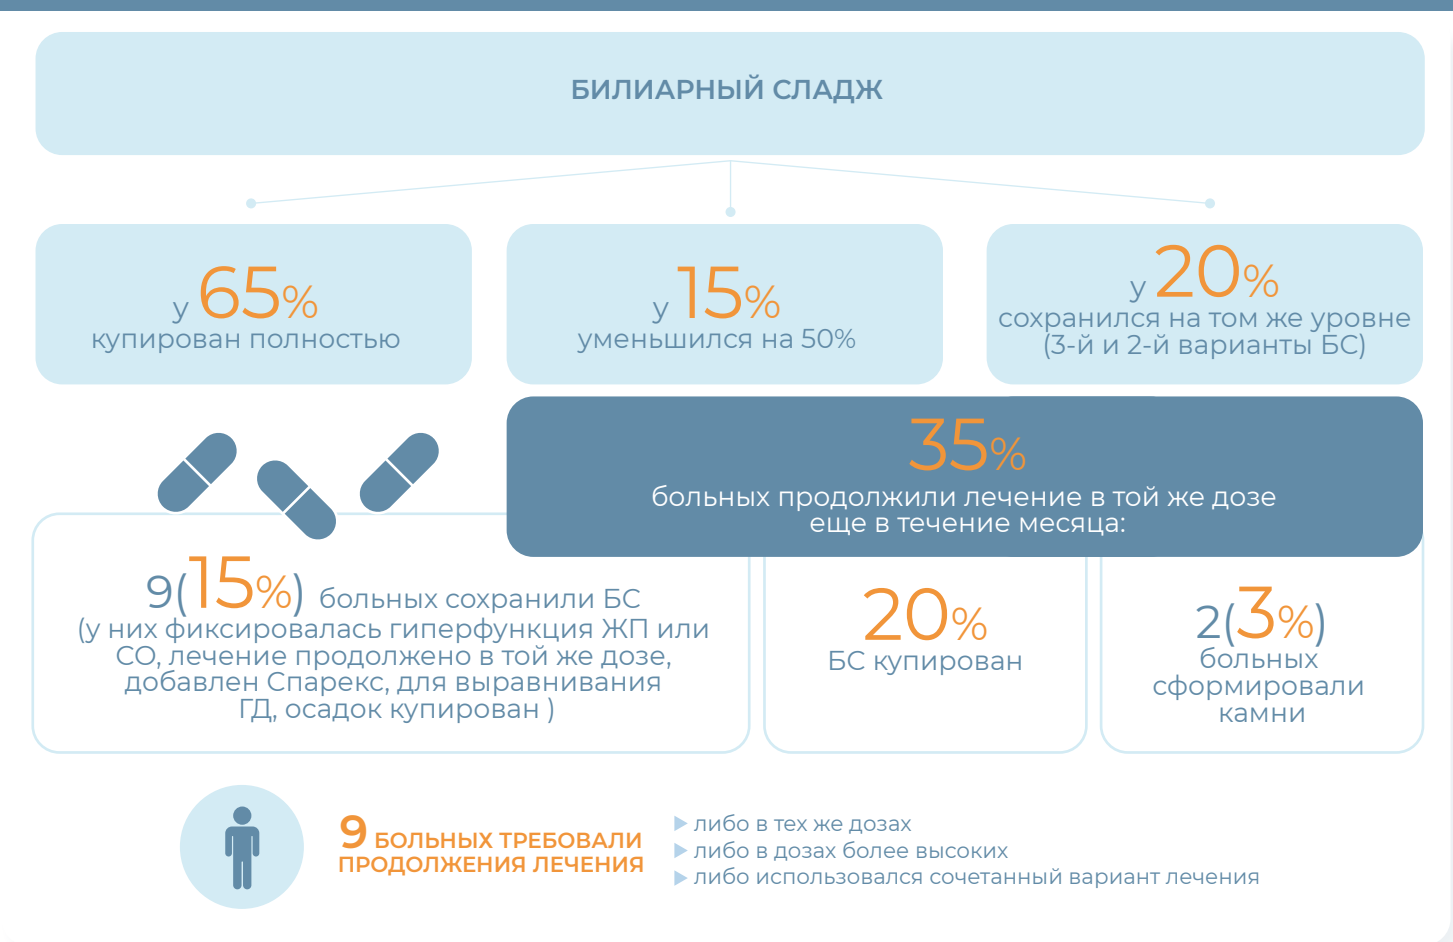 БИЛИАРНЫЙ СЛАДЖ
у 65%
купирован полностью
у 15%
уменьшился на 50%
у 20%
сохранился на том же уровне
(3-й и 2-й варианты БС)
35%
больных продолжили лечение в той же дозе
еще в течение месяца:
9(15%) больных сохранили БС
(у них фиксировалась гиперфункция ЖП или
СО, лечение продолжено в той же дозе,
добавлен Спарекс, для выравнивания
ГД, осадок купирован )
20%
БС купирован
2(3%)
больных
сформировали
камни
9 БОЛЬНЫХ ТРЕБОВАЛИ
ПРОДОЛЖЕНИЯ ЛЕЧЕНИЯ
либо в тех же дозах
либо в дозах более высоких
либо использовался сочетанный вариант лечения